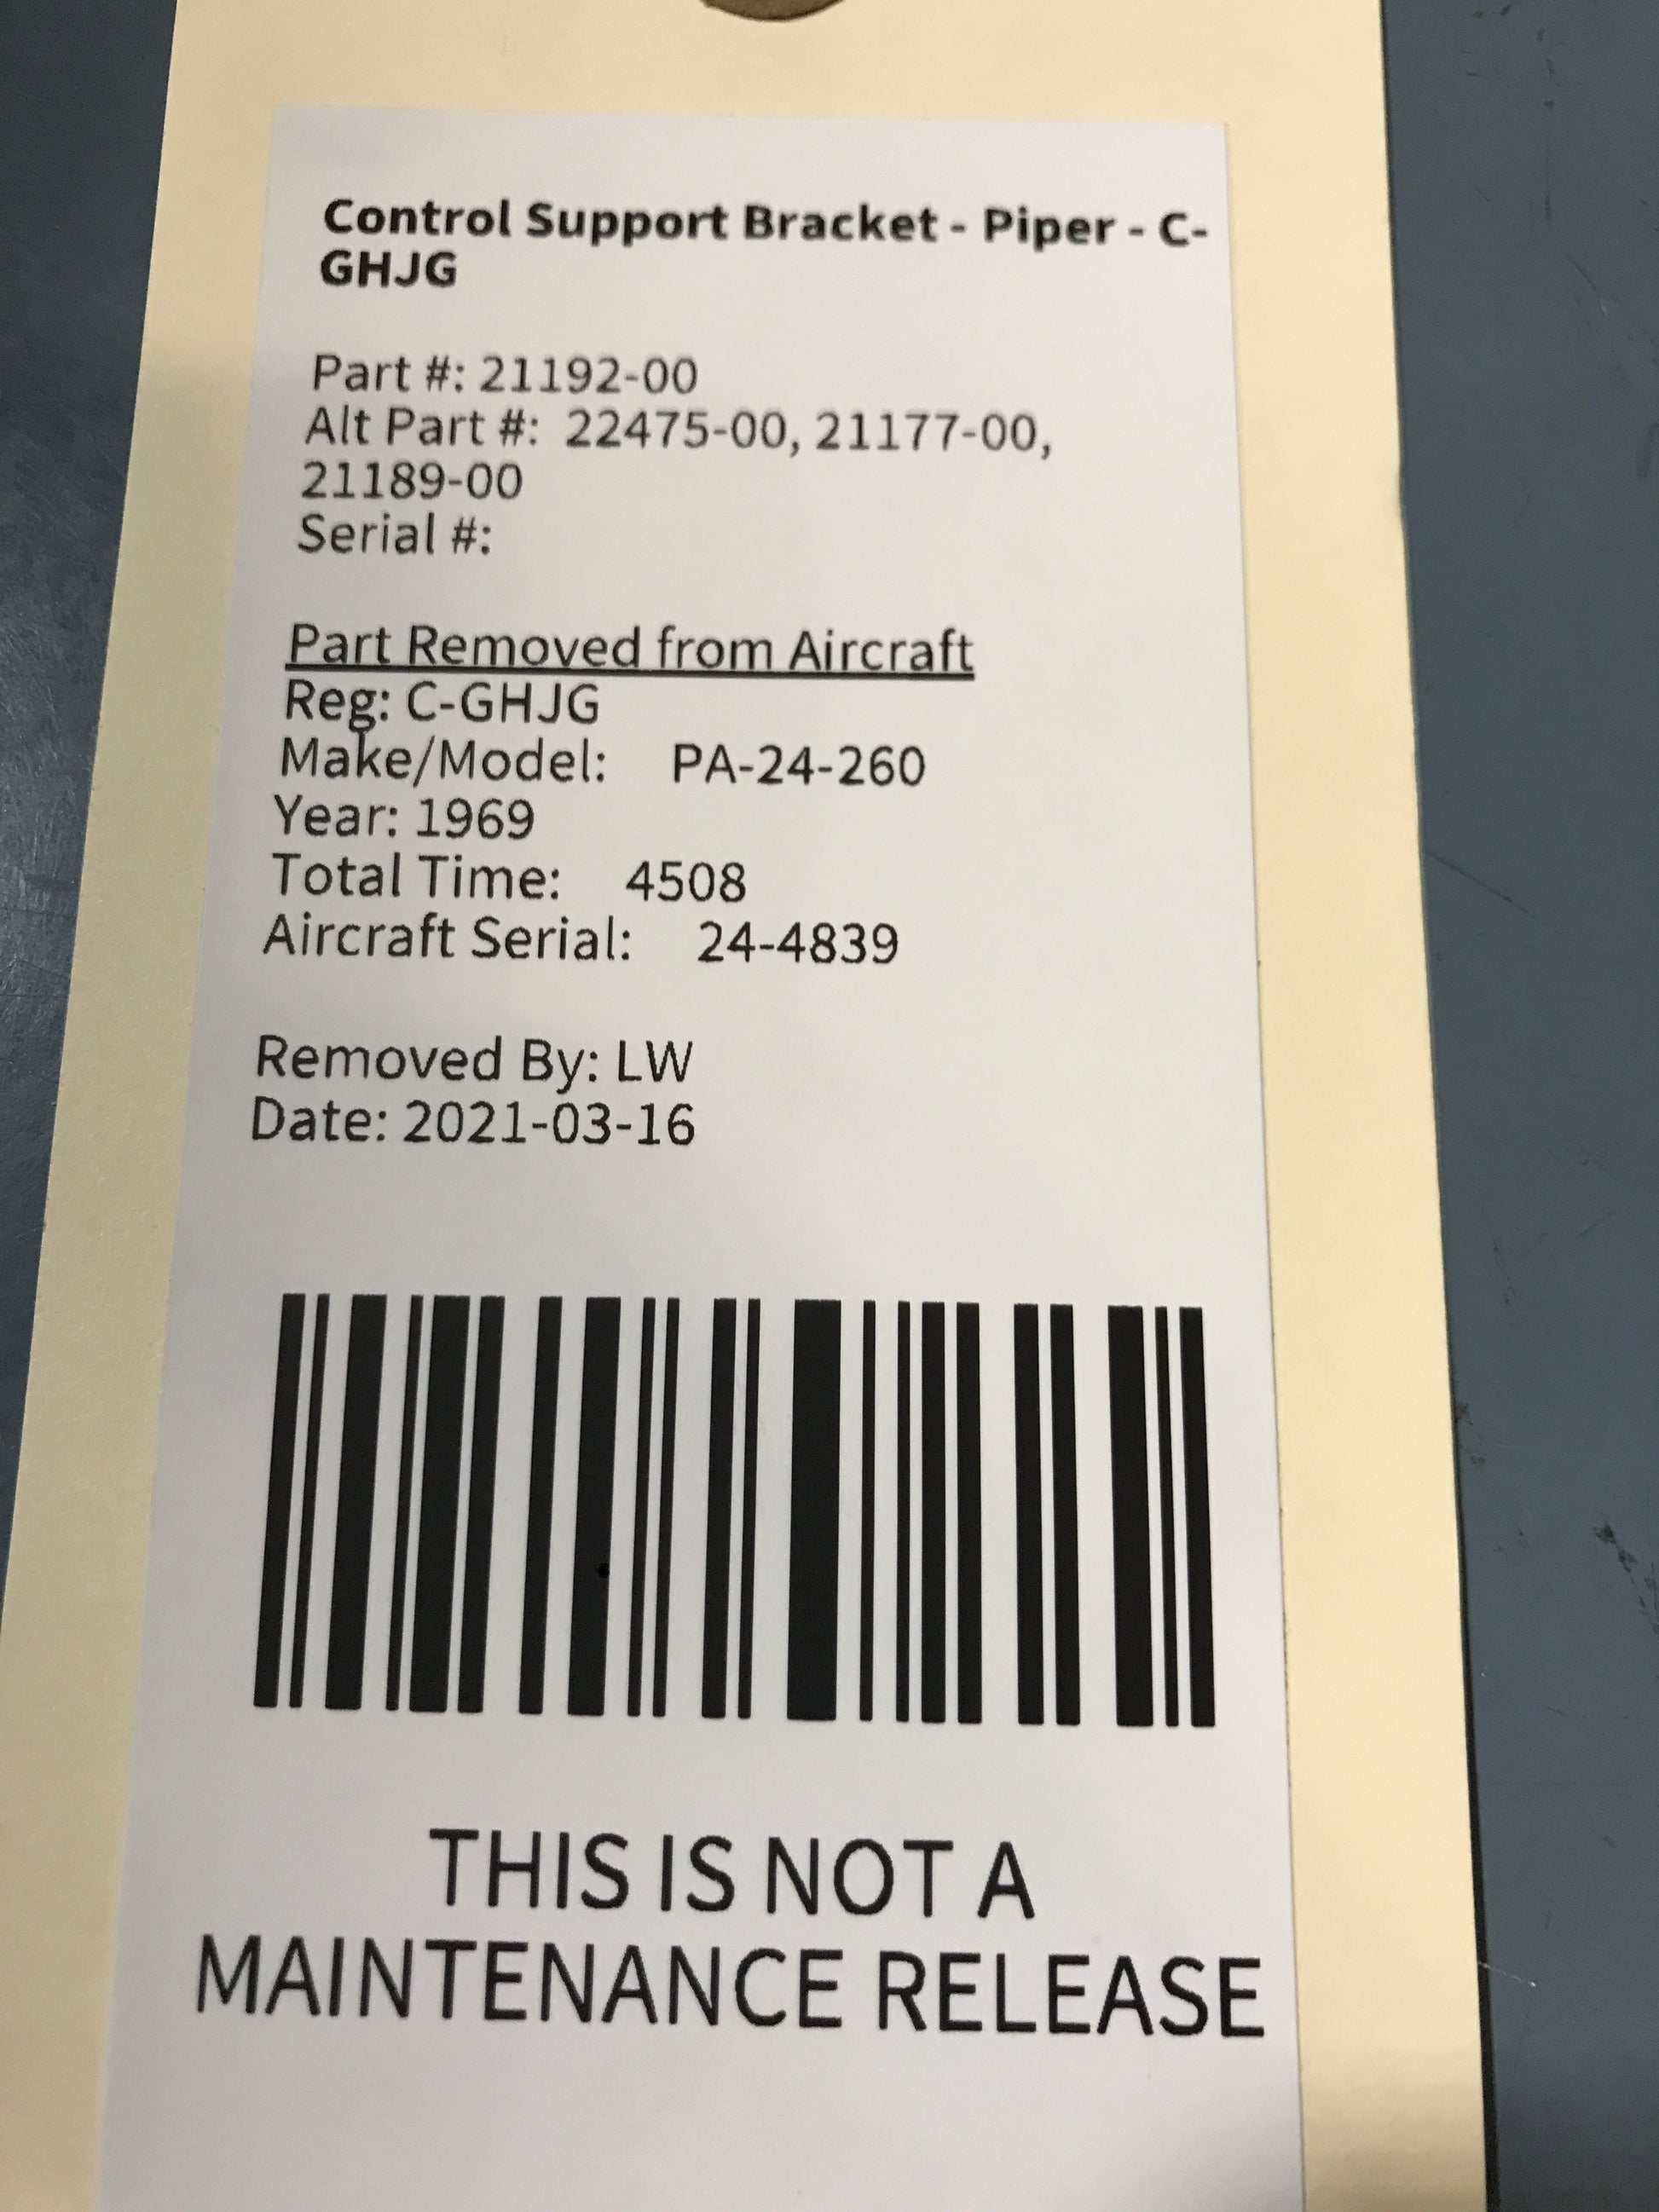 Control Support Bracket - Piper - C-
GHJG
Part #: 21192-00
Alt Part #: 22475-00, 21177-00,
21189-00
Serial #:
Part Removed from Aircraft
Reg: C-GHJG
Make/Model: PA-24-260
Year: 1969
Total Time: 4508
Aircraft Serial: 24-4839
Removed By: LW
Date: 2021-03-16
THIS IS NOT A
MAINTENANCE RELEASE